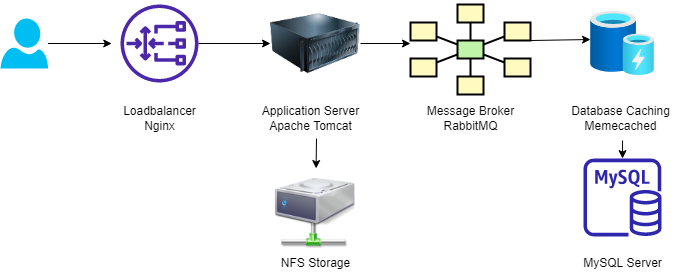 Loadbalancer
Nginx
Application Server
Apache Tomcat
Message Broker
RabbitMQ
Database Caching
Memecached
MySQL
NFS Storage
MySQL Server